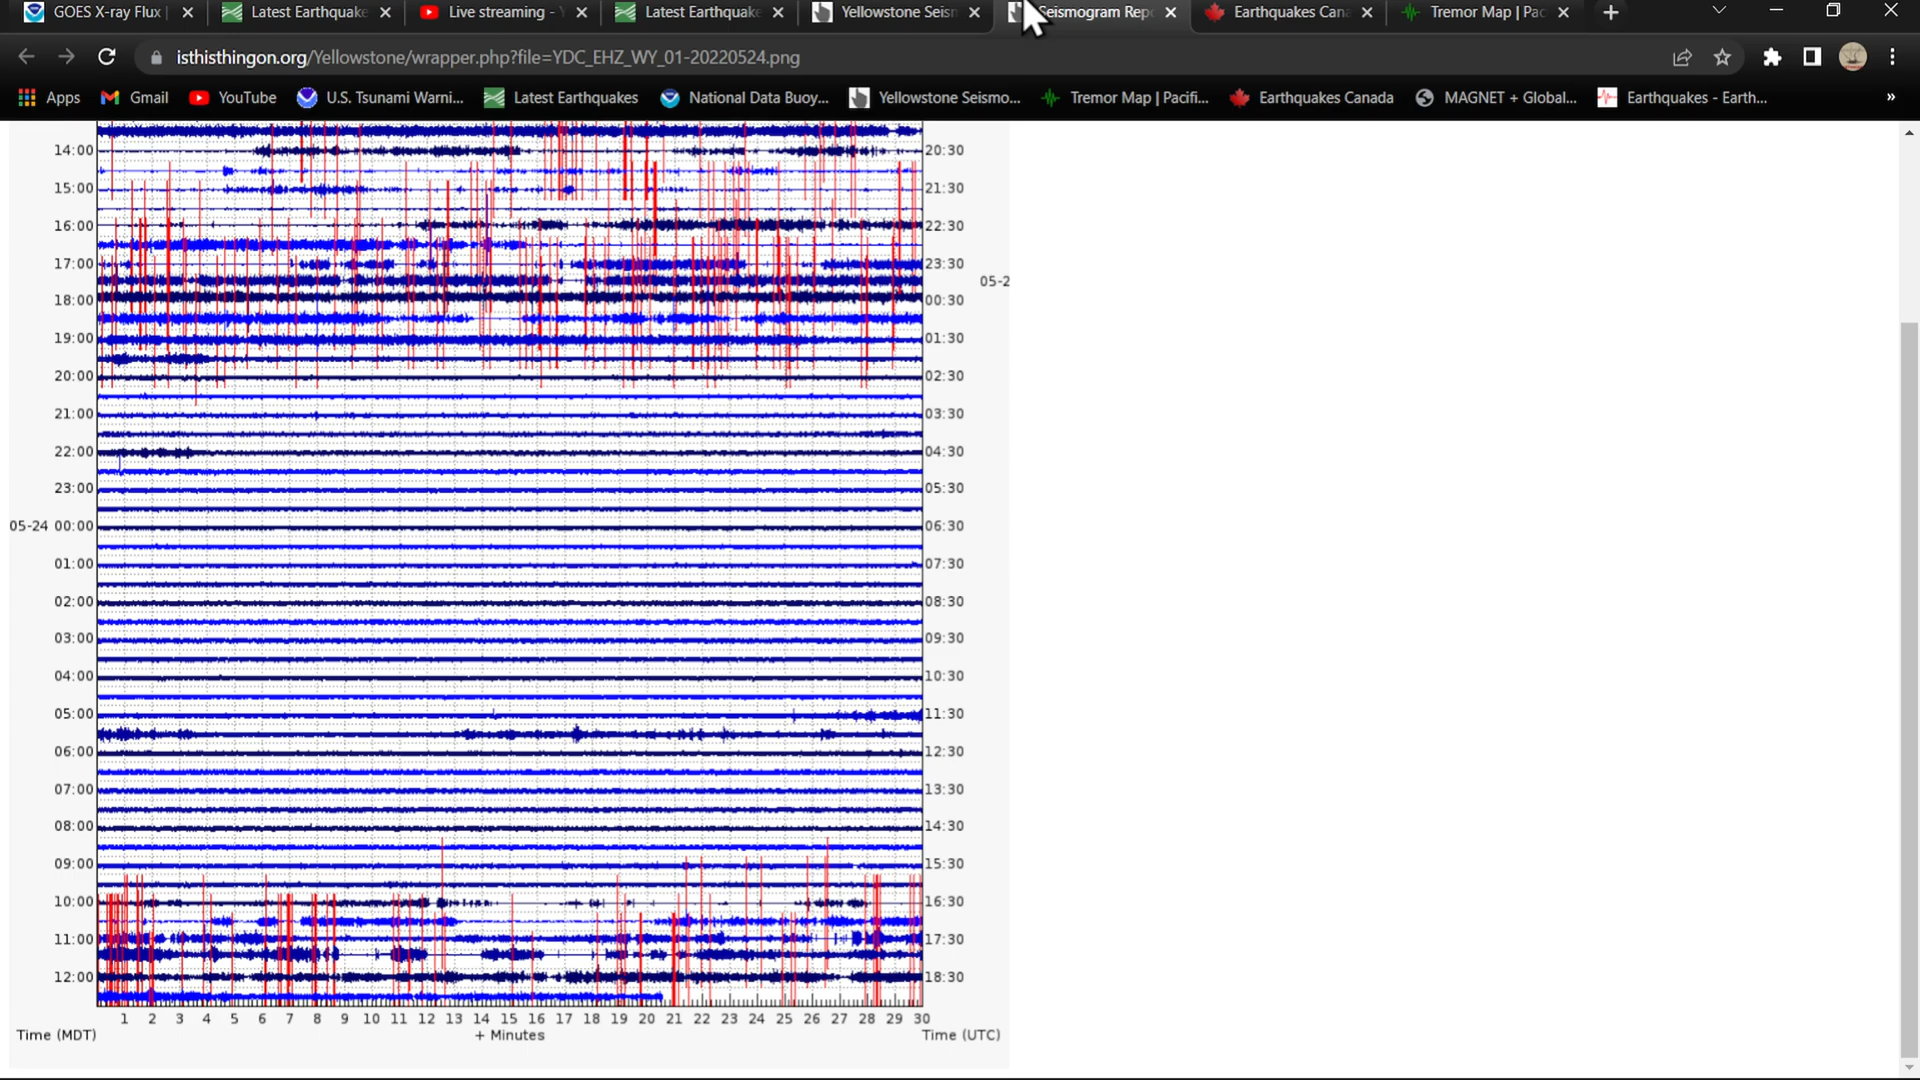 GOES X-ray Flux
Latest Earthquake
Live streaming -
Latest Earthquake
Yellowstone Seism
Seismogram Repo
Earthquakes Cana
Tremor Map | Pac
isthisthingon.org/Yellowstone/wrapper.php?file=YDC_EHZ_WY_01-20220524.png
Apps Gmail YouTube U.S. Tsunami Warni... Latest Earthquakes National Data Buoy... Yellowstone Seismo... Tremor Map | Pacifi... Earthquakes Canada MAGNET + Global... Earthquakes - Earth... »
14:00 20:30
15:00 21:30
16:00 22:30
17:00 23:30
05-2
18:00 00:30
19:00 01:30
20:00 02:30
21:00 03:30
22:00 04:30
23:00 05:30
05-24 00:00 06:30
01:00 07:30
02:00 08:30
03:00 09:30
04:00 10:30
05:00 11:30
06:00 12:30
07:00 13:30
08:00 14:30
09:00 15:30
10:00 16:30
11:00 17:30
12:00 18:30
1 2 3 4 5 6 7 8 9 10 11 12 13 14 15 16 17 18 19 20 21 22 23 24 25 26 27 28 29 30
Time (MDT) + Minutes Time (UTC)